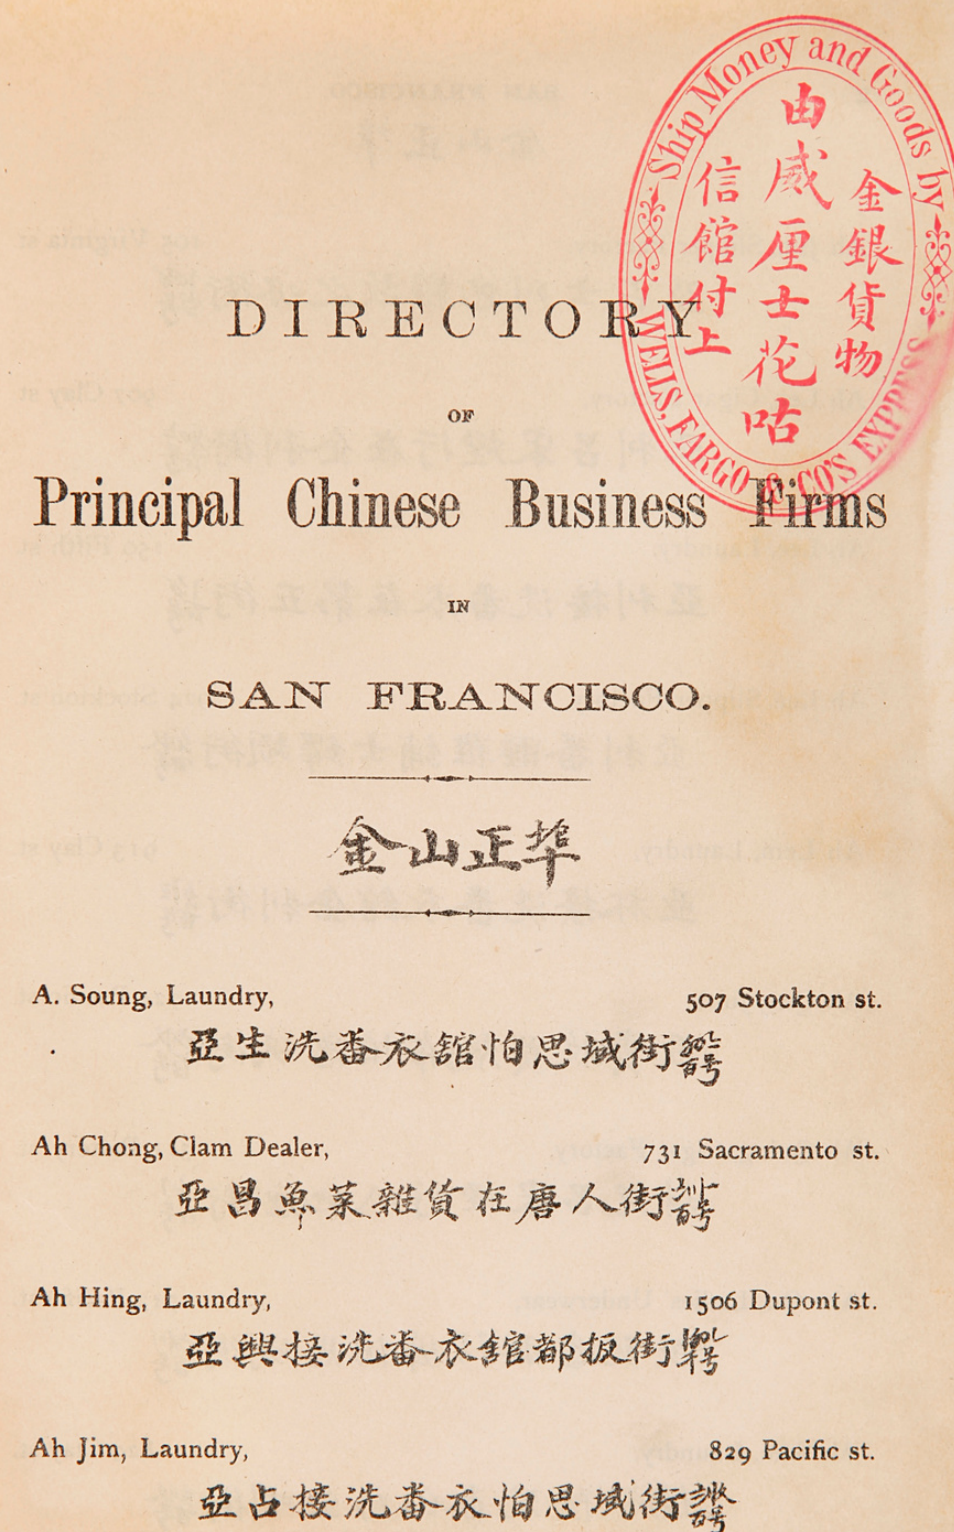 Ship Money and Goods by
WELLS, FARGO & CO'S EXPRESS
金銀貨物
由威厘士花咕
信館付上
DIRECTORY
OF
Principal Chinese Business Firms
IN
SAN FRANCISCO.
金山正埠
A. Soung, Laundry, 507 Stockton st.
亞生洗番衣舘怕思域街
Ah Chong, Clam Dealer, 731 Sacramento st.
亞昌魚菜雜貨在唐人街
Ah Hing, Laundry, 1506 Dupont st.
亞興接洗番衣舘都扳街
Ah Jim, Laundry, 829 Pacific st.
亞占接洗番衣怕思域街